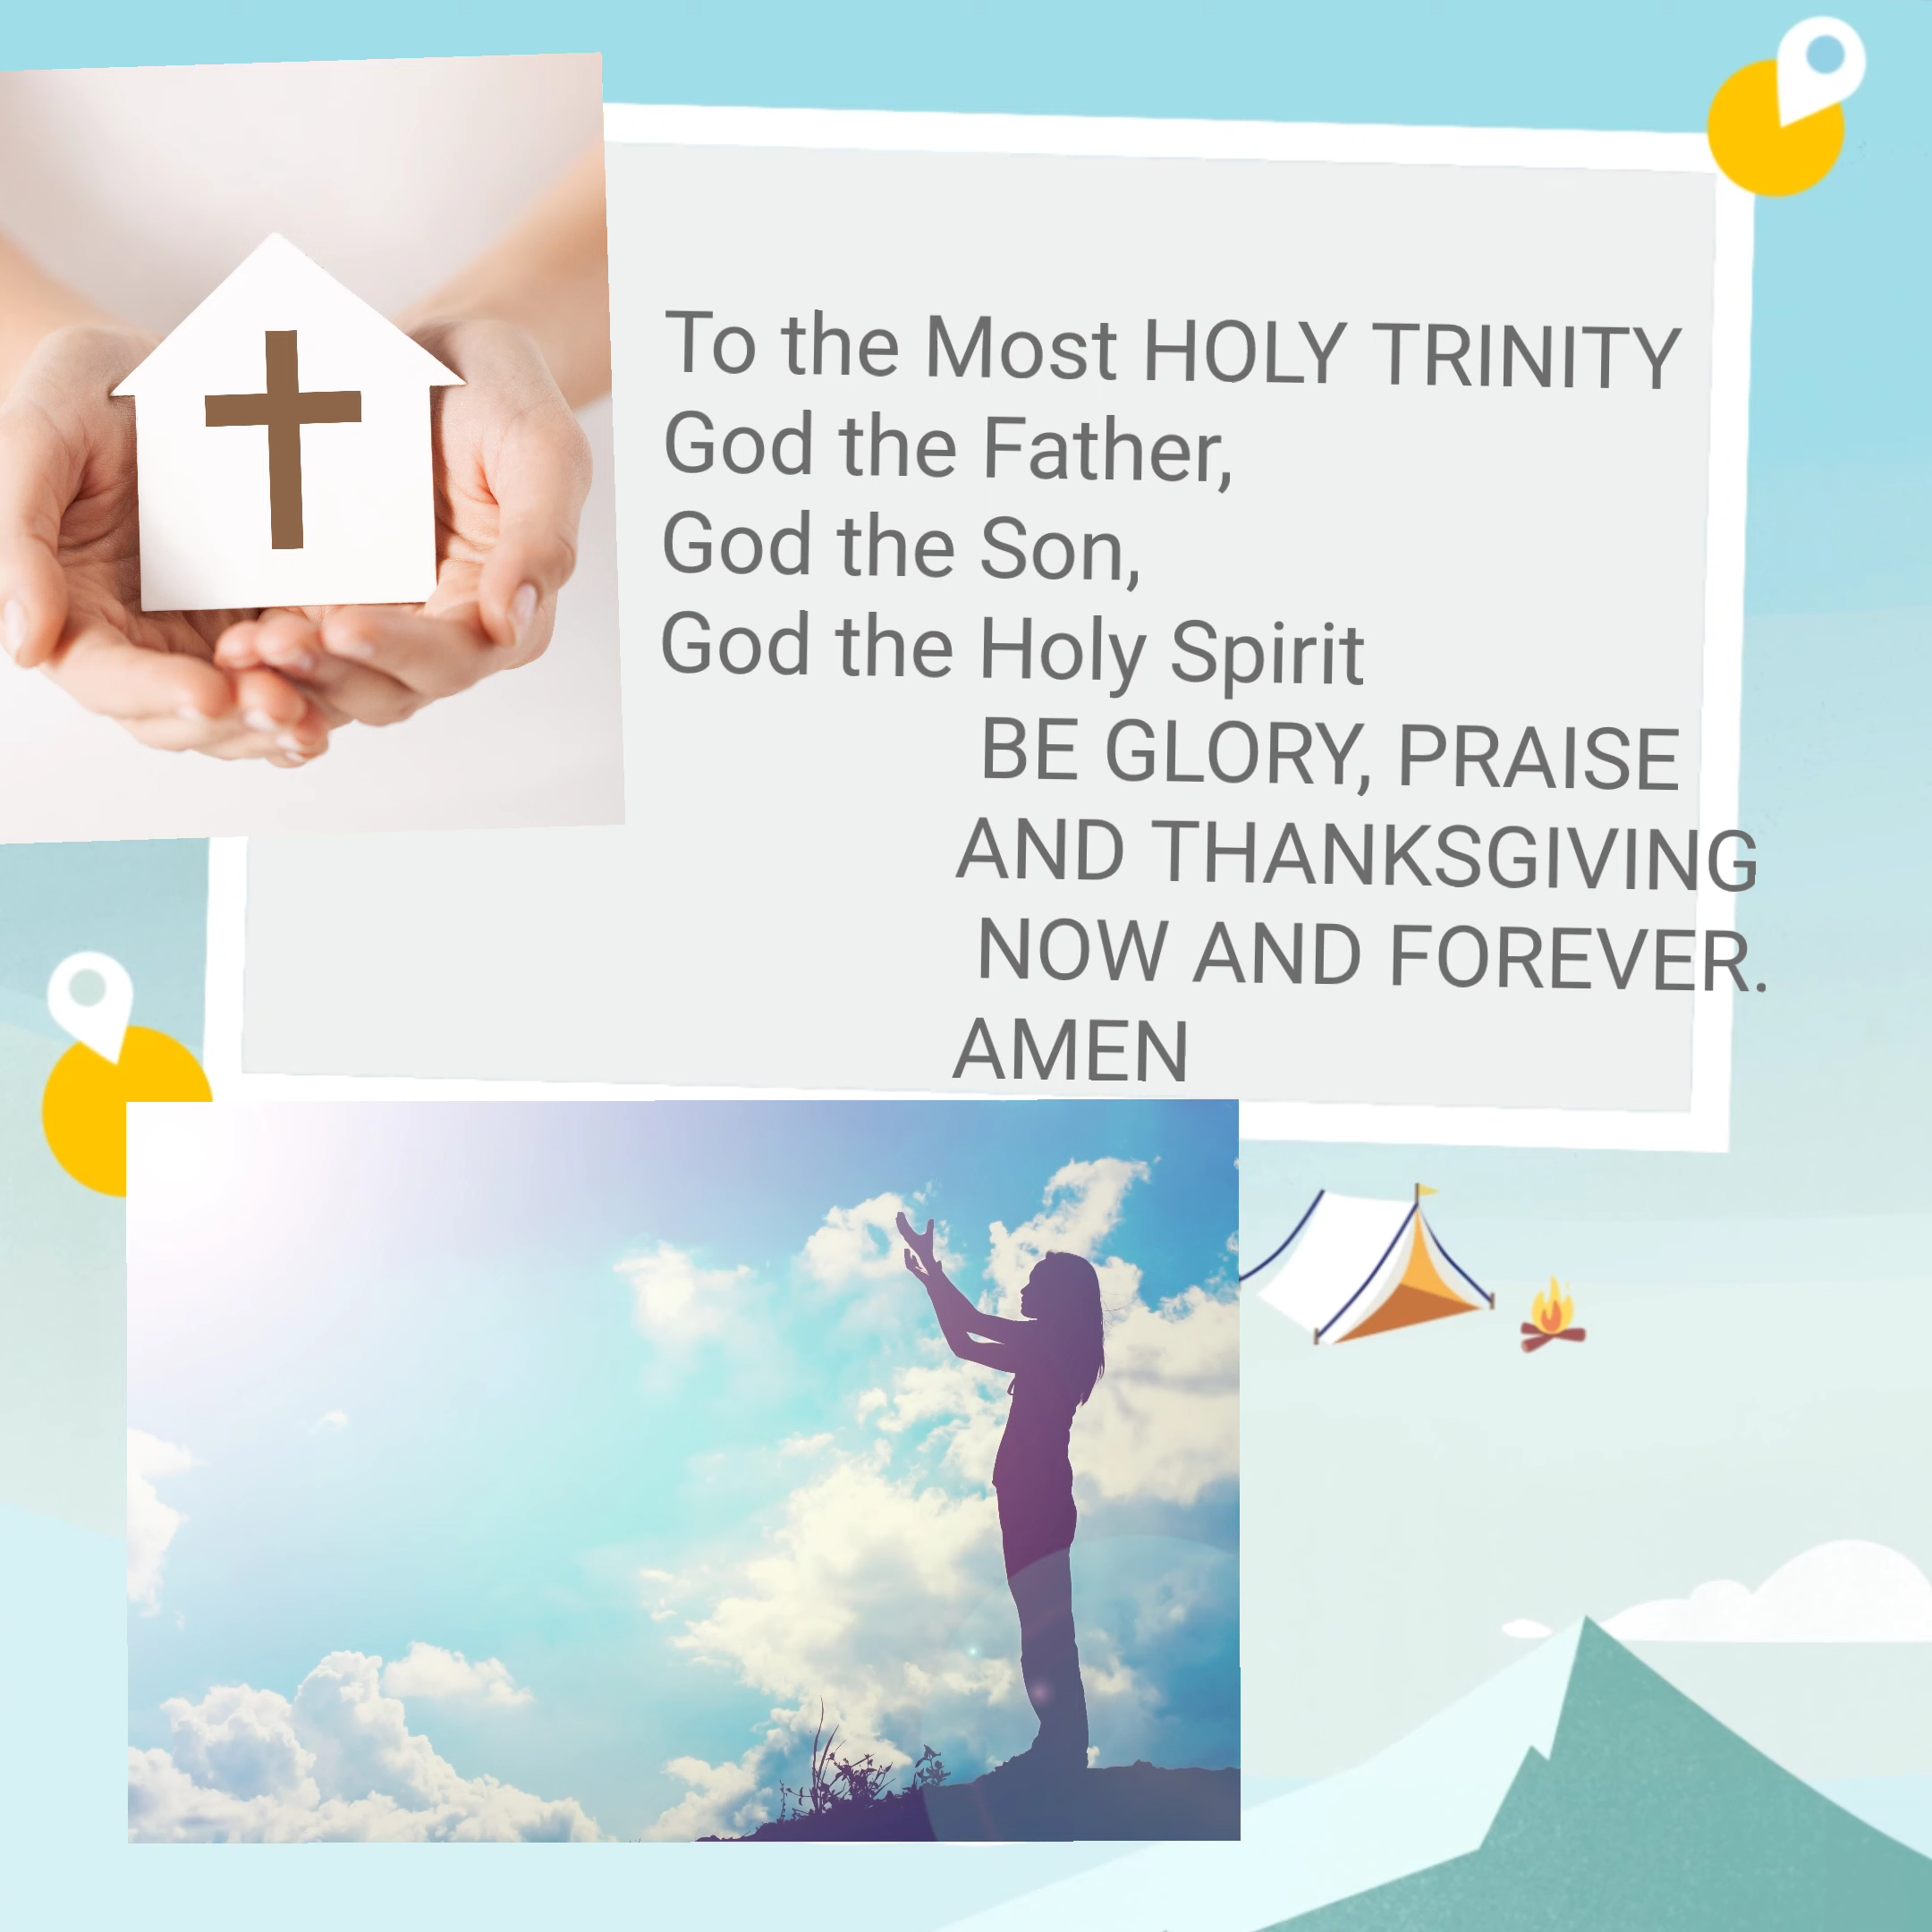 To the Most HOLY TRINITY
God the Father,
God the Son,
God the Holy Spirit
BE GLORY, PRAISE
AND THANKSGIVING
NOW AND FOREVER.
AMEN